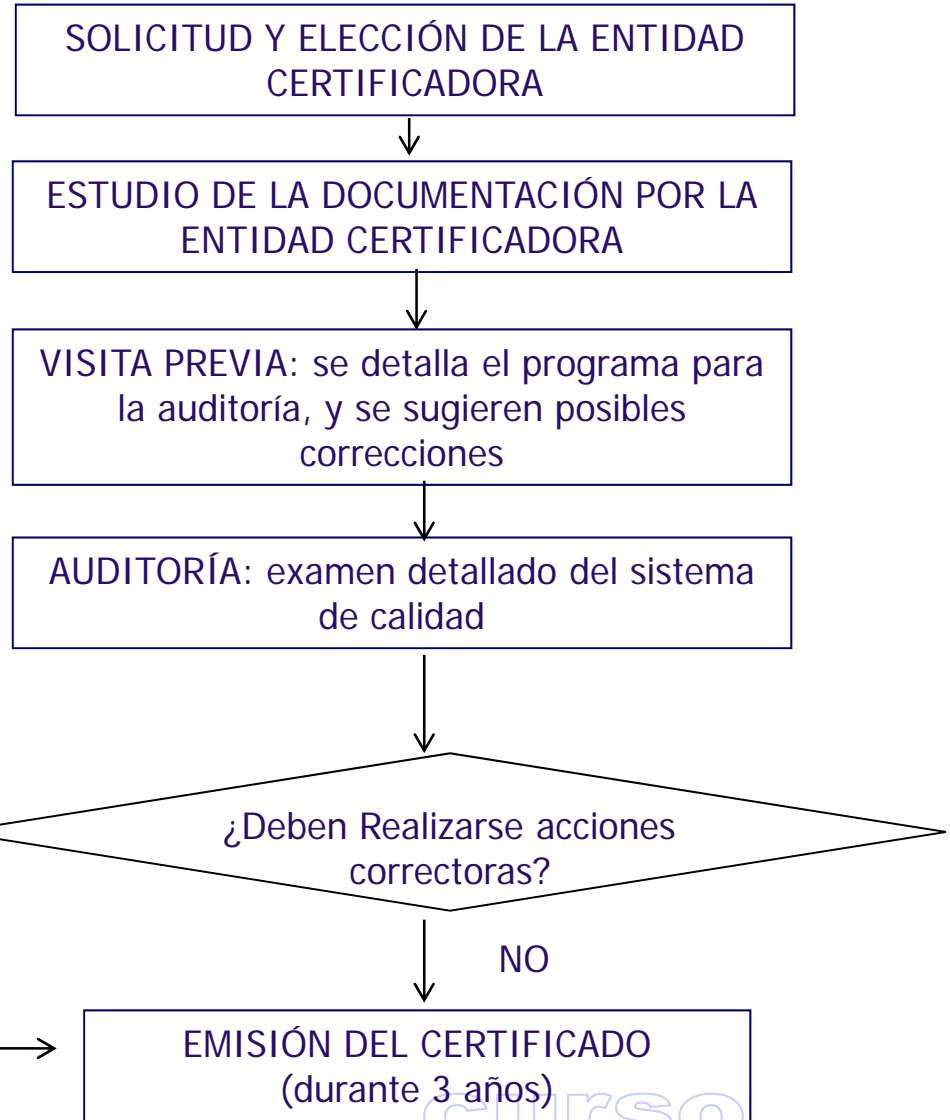 SOLICITUD Y ELECCIÓN DE LA ENTIDAD
CERTIFICADORA
ESTUDIO DE LA DOCUMENTACIÓN POR LA
ENTIDAD CERTIFICADORA
VISITA PREVIA: se detalla el programa para
la auditoría, y se sugieren posibles
correcciones
AUDITORÍA: examen detallado del sistema
de calidad
¿Deben Realizarse acciones
correctoras?
NO
EMISIÓN DEL CERTIFICADO
(durante 3 años)
curso